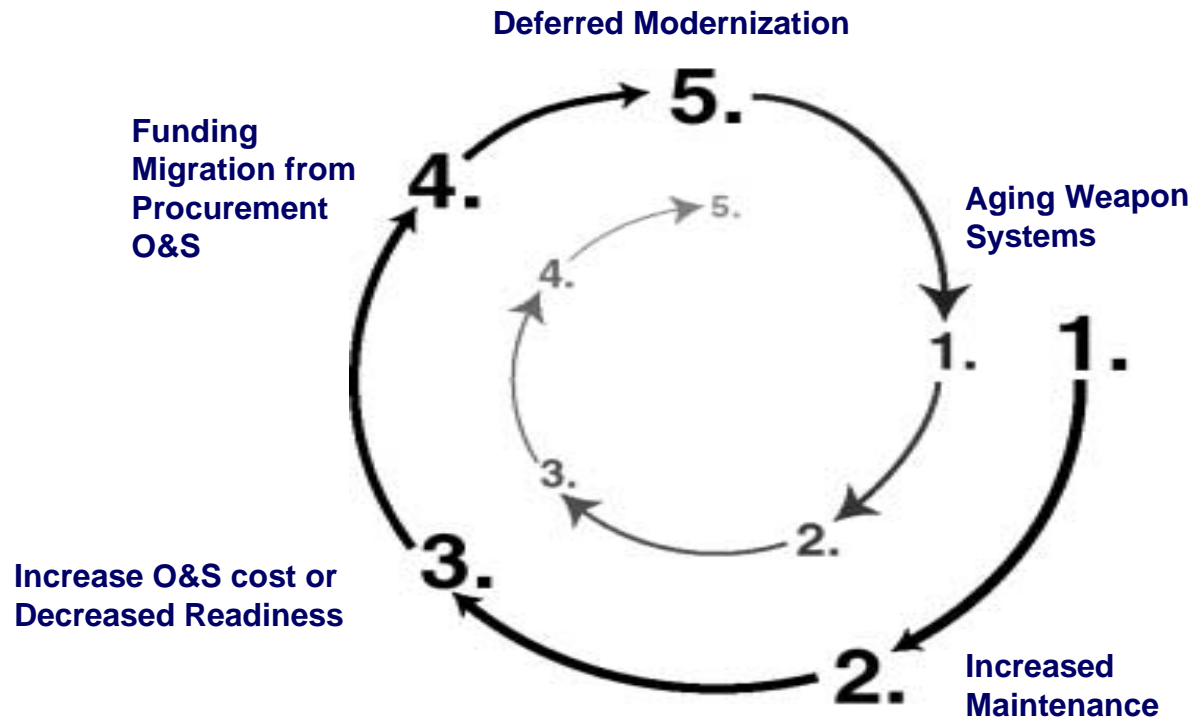 Deferred Modernization
5.
Funding
Migration from
Procurement
O&S
4.
5.
Aging Weapon
Systems
4.
1.
1.
3.
2.
3.
Increase O&S cost or
Decreased Readiness
2.
Increased
Maintenance